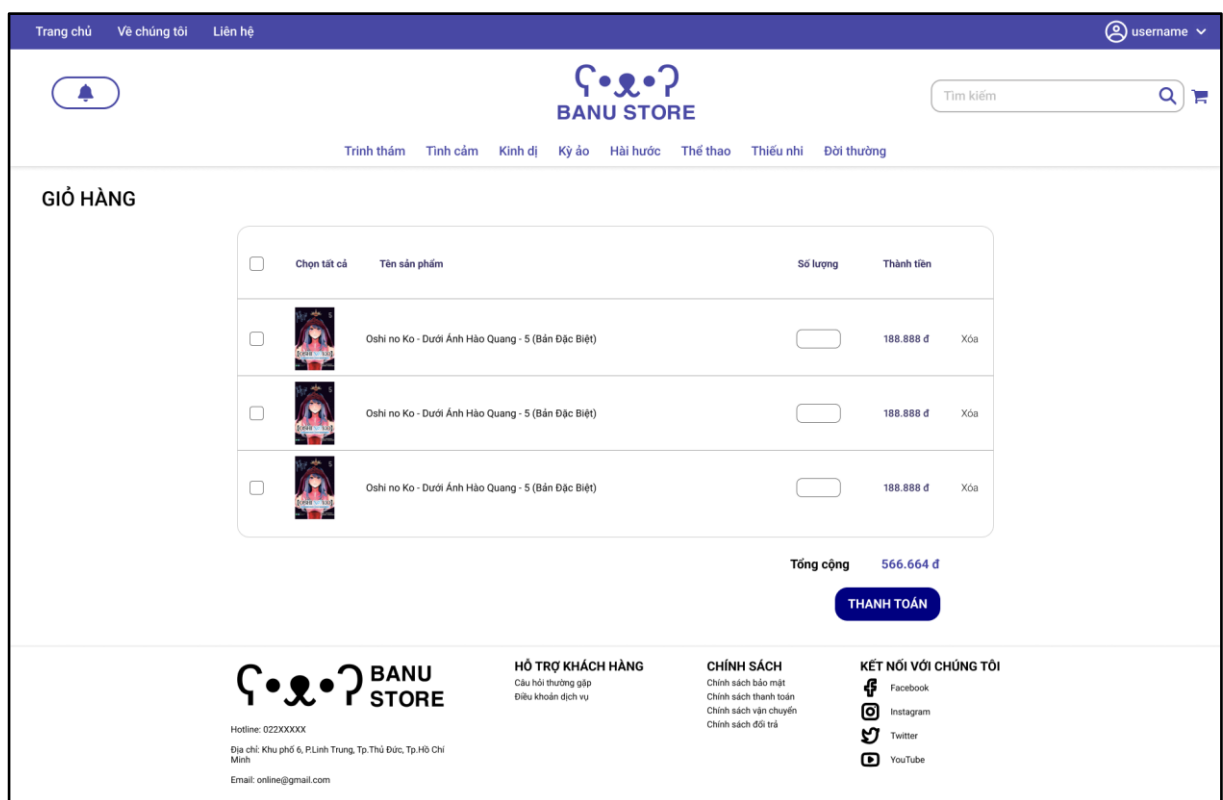 Trang chủ Về chúng tôi Liên hệ username
BANU STORE
Tìm kiếm
Trinh thám Tình cảm Kinh dị Kỳ ảo Hài hước Thể thao Thiếu nhi Đời thường
GIỎ HÀNG
Chọn tất cả Tên sản phẩm Số lượng Thành tiền
Oshi no Ko - Dưới Ánh Hào Quang - 5 (Bản Đặc Biệt) 188.888 đ Xóa
Oshi no Ko - Dưới Ánh Hào Quang - 5 (Bản Đặc Biệt) 188.888 đ Xóa
Oshi no Ko - Dưới Ánh Hào Quang - 5 (Bản Đặc Biệt) 188.888 đ Xóa
Tổng cộng 566.664 đ
THANH TOÁN
BANU
STORE
Hotline: 022XXXXX
Địa chỉ: Khu phố 6, P.Linh Trung, Tp.Thủ Đức, Tp.Hồ Chí
Minh
Email: online@gmail.com
HỖ TRỢ KHÁCH HÀNG
Câu hỏi thường gặp
Điều khoản dịch vụ
CHÍNH SÁCH
Chính sách bảo mật
Chính sách thanh toán
Chính sách vận chuyển
Chính sách đổi trả
KẾT NỐI VỚI CHÚNG TÔI
Facebook
Instagram
Twitter
YouTube